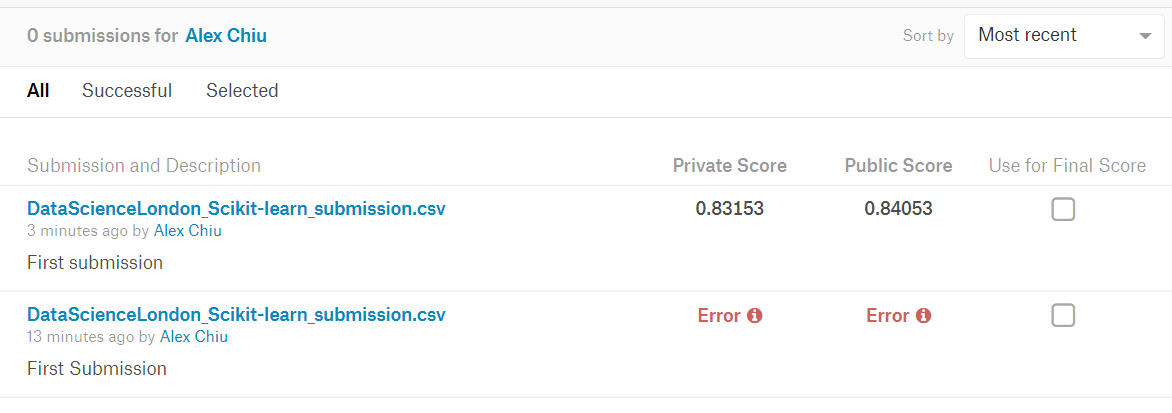 0 submissions for Alex Chiu
Sort by Most recent
All Successful Selected
Submission and Description Private Score Public Score Use for Final Score
DataScienceLondon_Scikit-learn_submission.csv 0.83153 0.84053
3 minutes ago by Alex Chiu
First submission
DataScienceLondon_Scikit-learn_submission.csv Error Error
13 minutes ago by Alex Chiu
First Submission